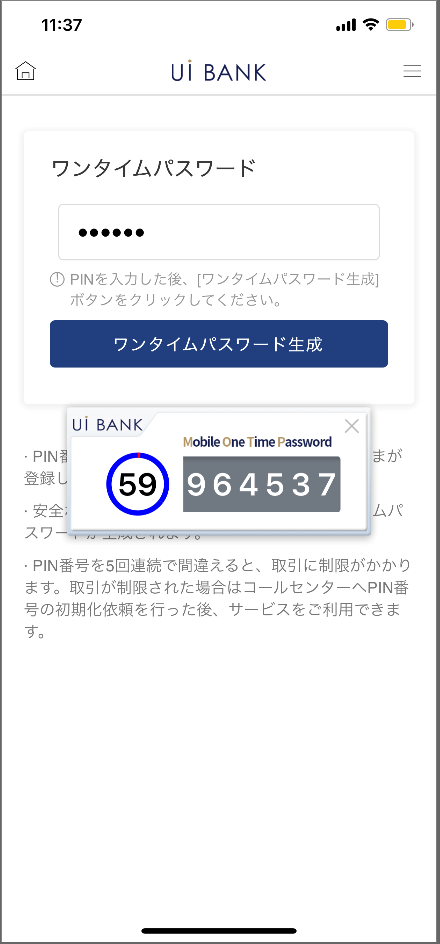 11:37
UI BANK
ワンタイムパスワード
••••••
PINを入力した後、[ワンタイムパスワード生成]
ボタンをクリックしてください。
ワンタイムパスワード生成
UI BANK
Mobile One Time Password
59
964537
· PIN番
まが
登録し
· 安全
ムパ
スワードが生成されます。
· PIN番号を5回連続で間違えると、取引に制限がかかり
ます。取引が制限された場合はコールセンターへPIN番
号の初期化依頼を行った後、サービスをご利用できま
す。